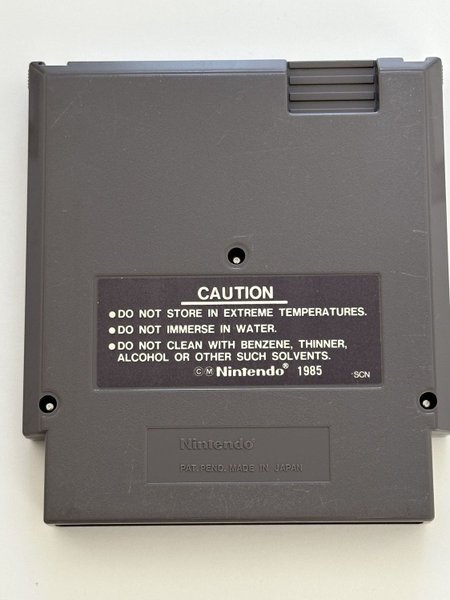 CAUTION
●DO NOT STORE IN EXTREME TEMPERATURES.
●DO NOT IMMERSE IN WATER.
●DO NOT CLEAN WITH BENZENE, THINNER,
ALCOHOL OR OTHER SUCH SOLVENTS.
ⒸⓂ Nintendo® 1985 *SCN
Nintendo®
PAT. PEND. MADE IN JAPAN